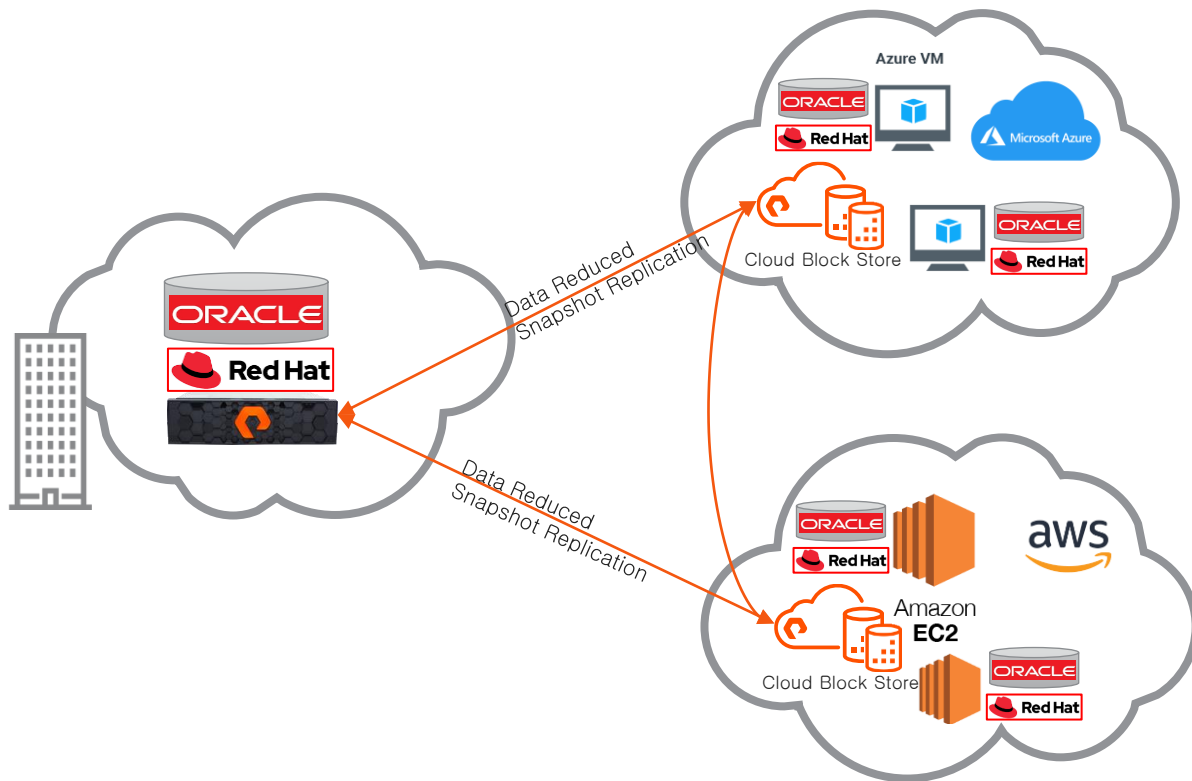 ORACLE
Red Hat
Data Reduced
Snapshot Replication
Data Reduced
Snapshot Replication
Azure VM
ORACLE
Red Hat
Microsoft Azure
Cloud Block Store
ORACLE
Red Hat
ORACLE
Red Hat
aws
Amazon
EC2
Cloud Block Store
ORACLE
Red Hat